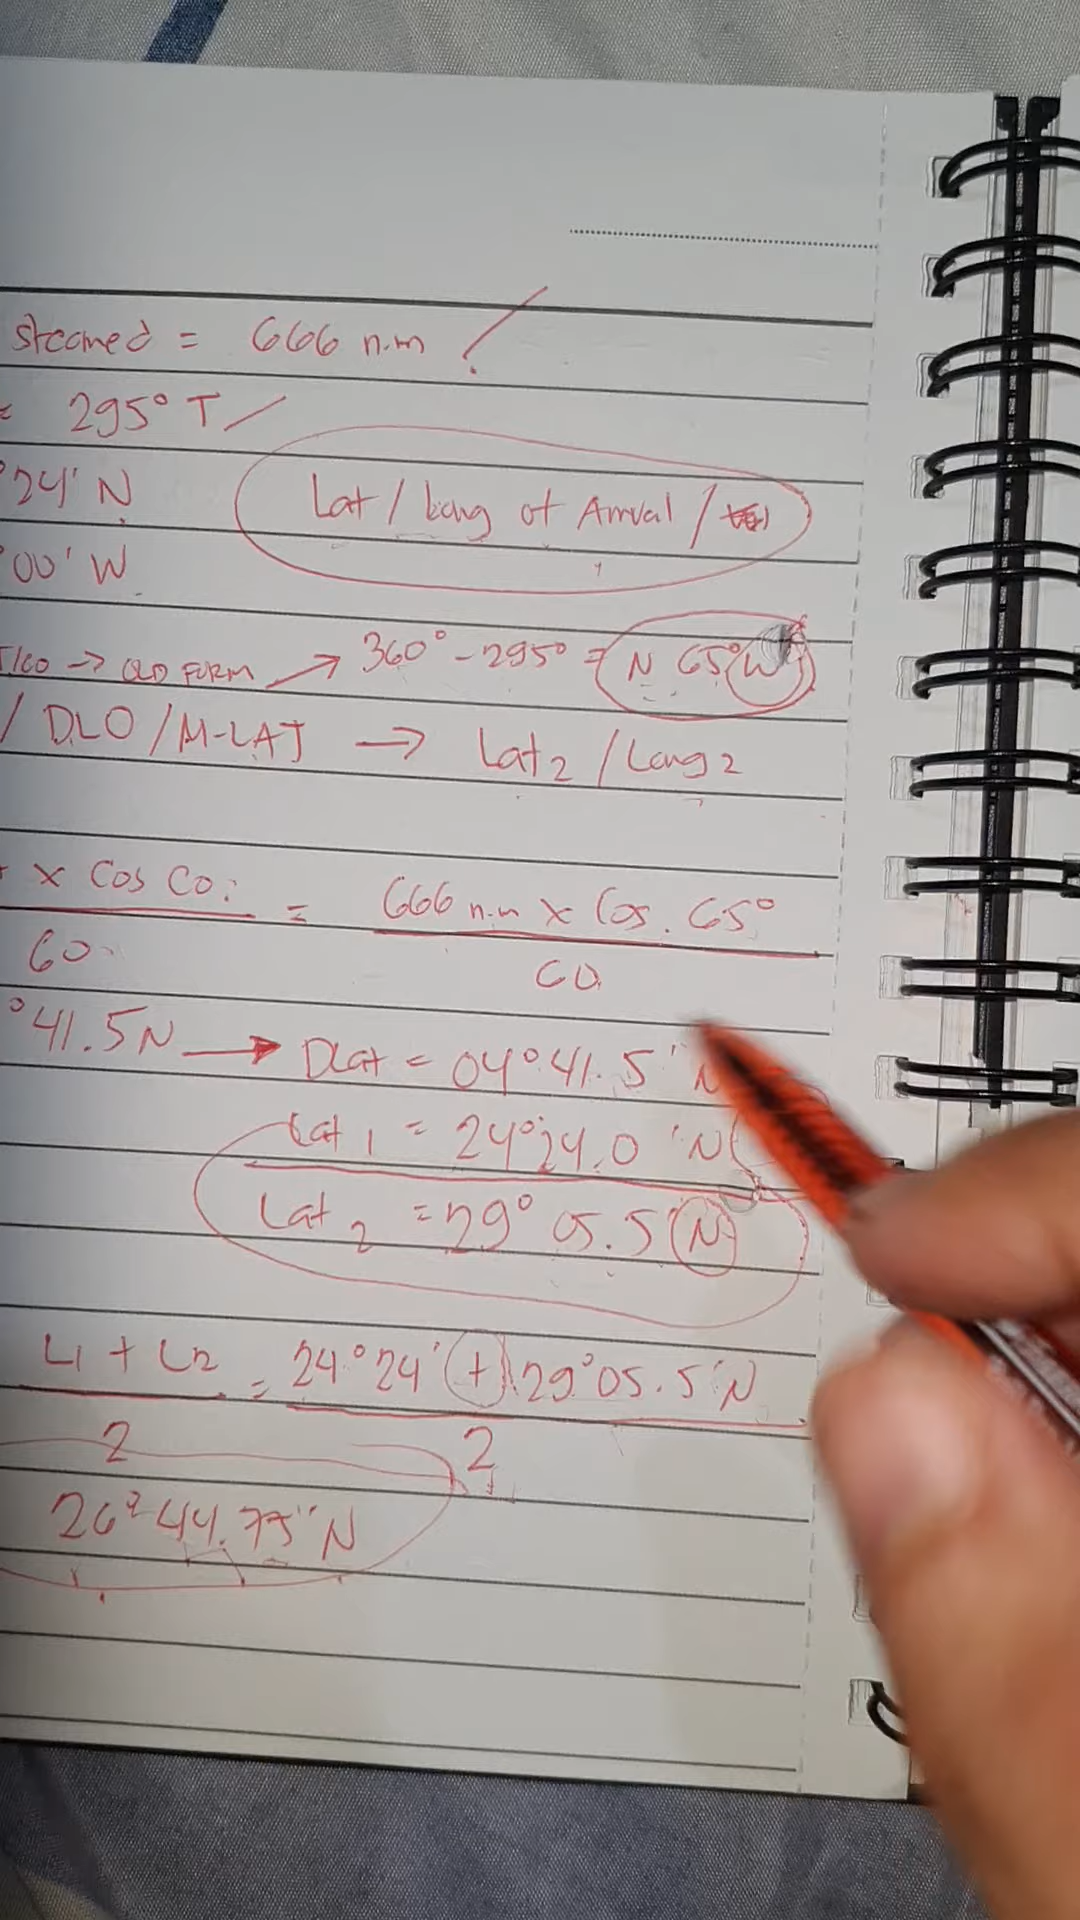 steamed = 666 n.m /
= 295° T /
°24' N
Lat / Long of Arrival /
°00' W
→ OLD FORM → 360° - 295° = N 65° W
/ DLO / M-LAT → Lat 2 / Long 2
x Cos Co. = 666 n.m x Cos. 65°
60 60
°41.5 N → DLat = 04° 41.5 ' N
Lat 1 = 24° 24.0 ' N
Lat 2 = 29° 05.5 ' N
L1 + L2 = 24° 24' + 29° 05.5 ' N
2 2
26° 44.75' N